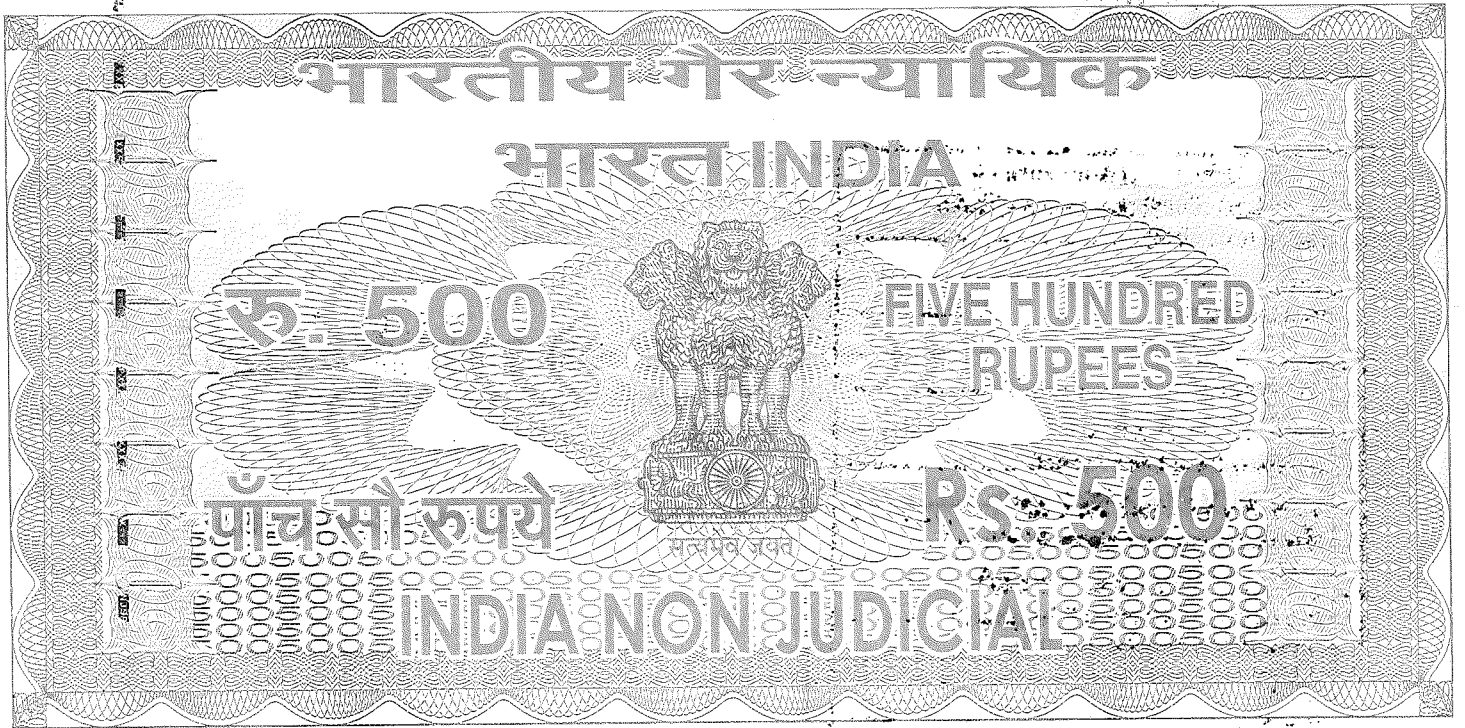 भारतीय गैर न्यायिक
भारत INDIA
रु. 500
FIVE HUNDRED
RUPEES
पाँच सौ रुपये
Rs. 500
सत्यमेव जयते
INDIA NON JUDICIAL